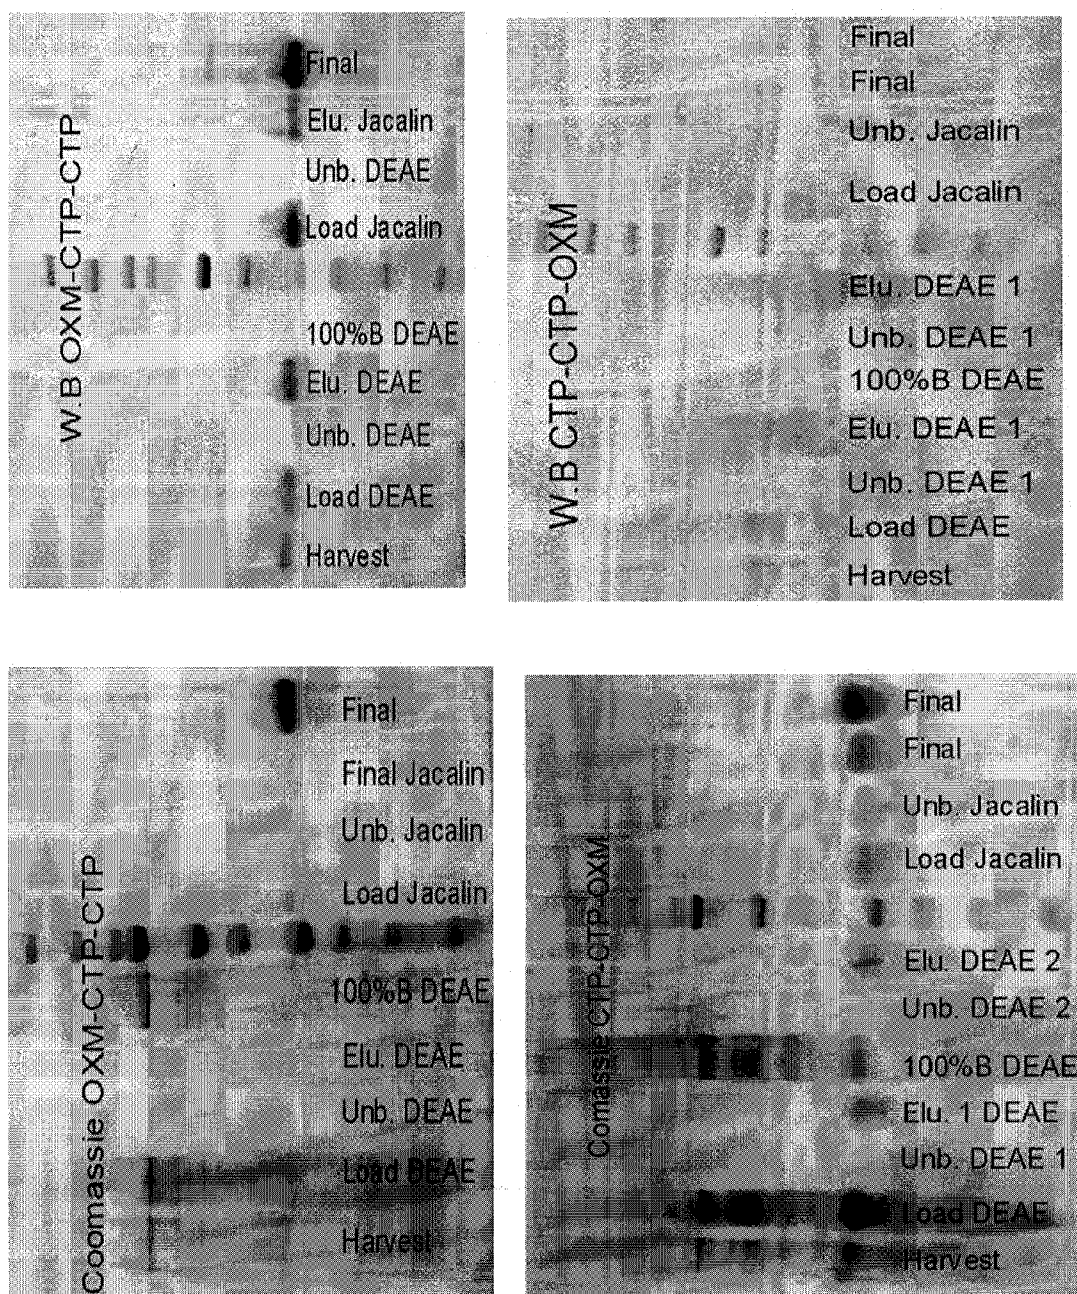 W.B OXM-CTP-CTP
Final
Elu. Jacalin
Unb. DEAE
Load Jacalin
100%B DEAE
Elu. DEAE
Unb. DEAE
Load DEAE
Harvest
W.B CTP-CTP-OXM
Final
Final
Unb. Jacalin
Load Jacalin
Elu. DEAE 1
Unb. DEAE 1
100%B DEAE
Elu. DEAE 1
Unb. DEAE 1
Load DEAE
Harvest
Coomassie OXM-CTP-CTP
Final
Final Jacalin
Unb. Jacalin
Load Jacalin
100%B DEAE
Elu. DEAE
Unb. DEAE
Load DEAE
Harvest
Comassie CTP-CTP-OXM
Final
Final
Unb. Jacalin
Load Jacalin
Elu. DEAE 2
Unb. DEAE 2
100%B DEAE
Elu. 1 DEAE
Unb. DEAE 1
Load DEAE
Harvest